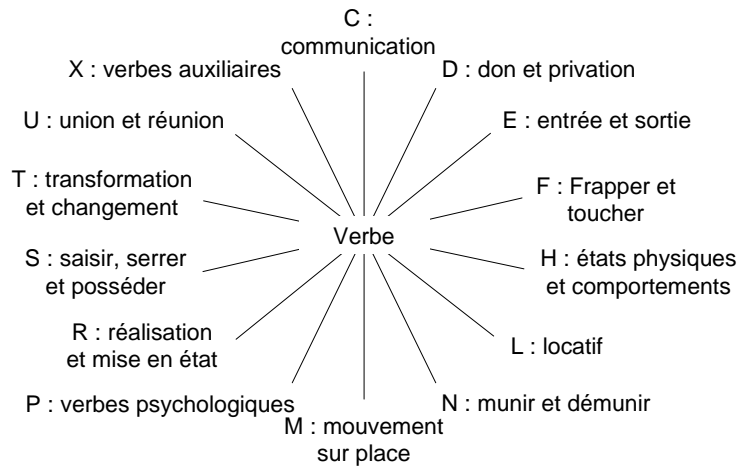 C :
communication
X : verbes auxiliaires
D : don et privation
U : union et réunion
E : entrée et sortie
T : transformation
et changement
F : Frapper et
toucher
Verbe
S : saisir, serrer
et posséder
H : états physiques
et comportements
R : réalisation
et mise en état
L : locatif
P : verbes psychologiques
N : munir et démunir
M : mouvement
sur place